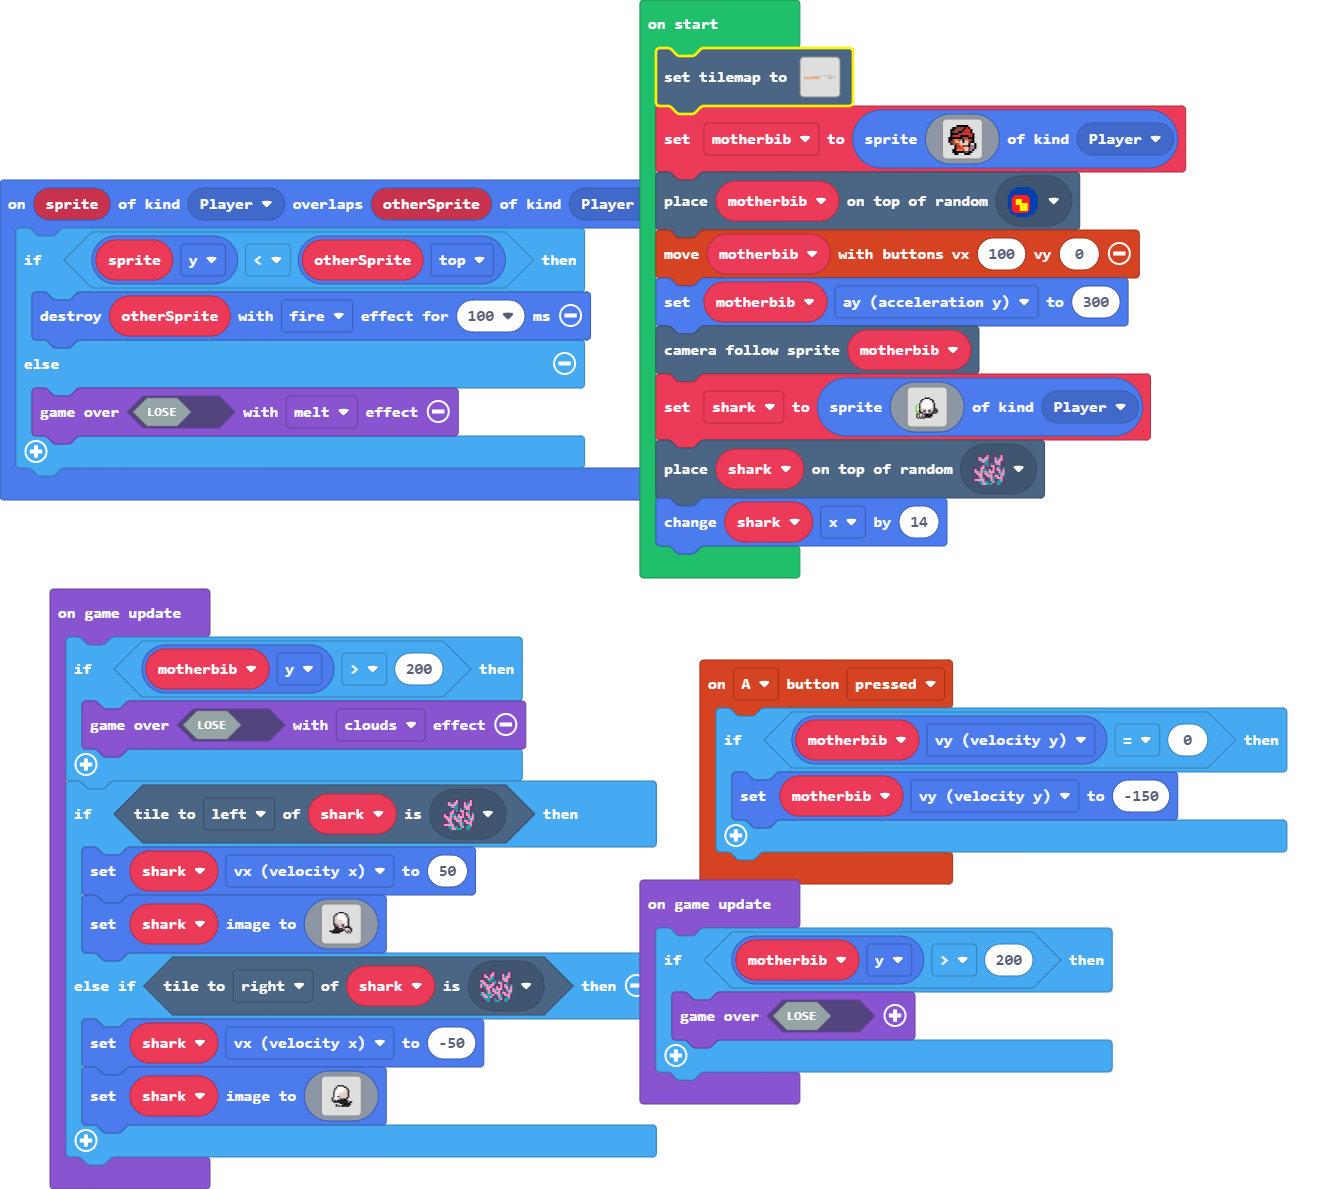 on start
set tilemap to
set motherbib to sprite of kind Player
place motherbib on top of random
move motherbib with buttons vx 100 vy 0
set motherbib ay (acceleration y) to 300
camera follow sprite motherbib
set shark to sprite of kind Player
place shark on top of random
change shark x by 14
on sprite of kind Player overlaps otherSprite of kind Player
if sprite y < otherSprite top then
destroy otherSprite with fire effect for 100 ms
else
game over LOSE with melt effect
on game update
if motherbib y > 200 then
game over LOSE with clouds effect
if tile to left of shark is then
set shark vx (velocity x) to 50
set shark image to
else if tile to right of shark is then
set shark vx (velocity x) to -50
set shark image to
on A button pressed
if motherbib vy (velocity y) = 0 then
set motherbib vy (velocity y) to -150
on game update
if motherbib y > 200 then
game over LOSE